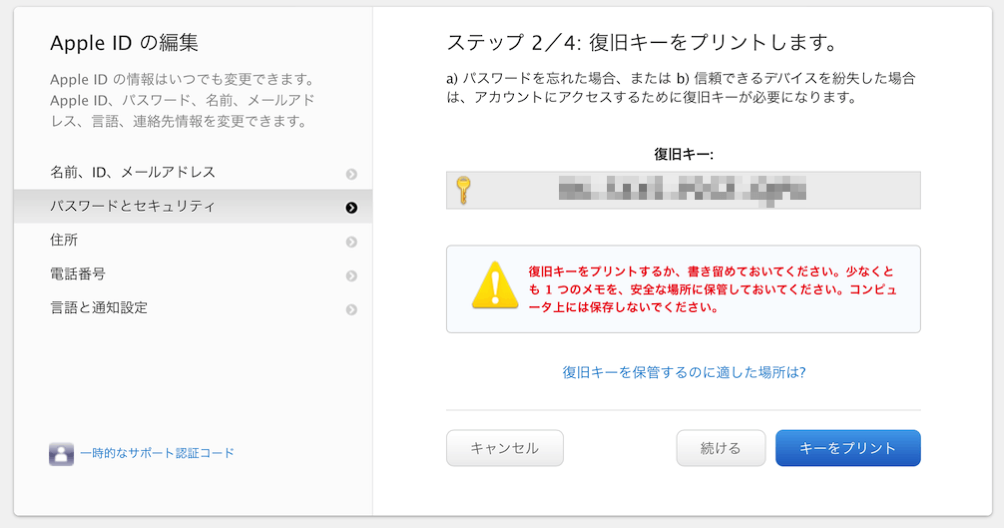 Apple ID の編集
Apple ID の情報はいつでも変更できます。
Apple ID、パスワード、名前、メールアド
レス、言語、連絡先情報を変更できます。
名前、ID、メールアドレス
パスワードとセキュリティ
住所
電話番号
言語と通知設定
一時的なサポート認証コード
ステップ 2／4: 復旧キーをプリントします。
a) パスワードを忘れた場合、または b) 信頼できるデバイスを紛失した場合
は、アカウントにアクセスするために復旧キーが必要になります。
復旧キー:
復旧キーをプリントするか、書き留めておいてください。少なくと
も 1 つのメモを、安全な場所に保管しておいてください。コンピュ
ータ上には保存しないでください。
復旧キーを保管するのに適した場所は?
キャンセル
続ける
キーをプリント